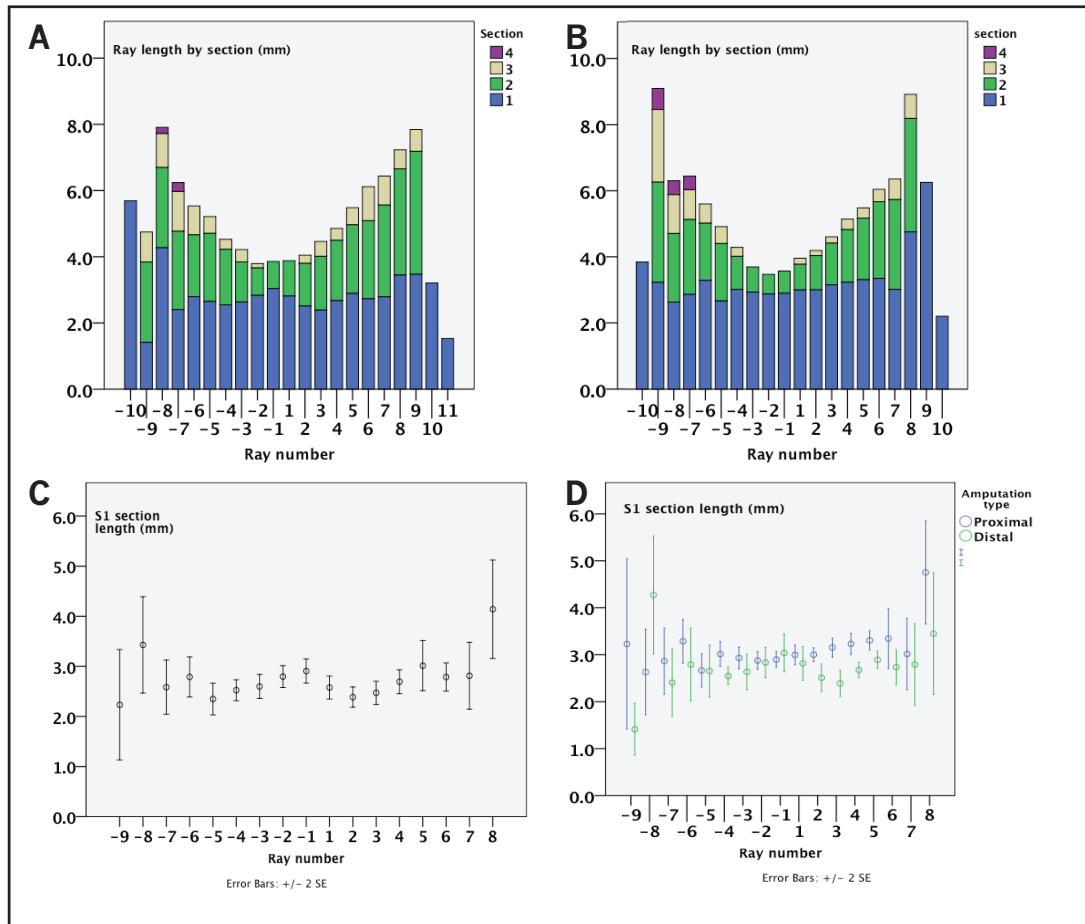 A
Ray length by section (mm)
Section
4
3
2
1
10.0
8.0
6.0
4.0
2.0
0.0
-10 -8 -6 -4 -2 1 3 5 7 9 11
-9 -7 -5 -3 -1 2 4 6 8 10
Ray number
B
Ray length by section (mm)
section
4
3
2
1
10.0
8.0
6.0
4.0
2.0
0.0
-10 -8 -6 -4 -2 1 3 5 7 9
-9 -7 -5 -3 -1 2 4 6 8 10
Ray number
C
S1 section
length (mm)
6.0
5.0
4.0
3.0
2.0
1.0
0.0
-9 -8 -7 -6 -5 -4 -3 -2 -1 1 2 3 4 5 6 7 8
Ray number
Error Bars: +/- 2 SE
D
S1 section length (mm)
Amputation
type
Proximal
Distal
6.0
5.0
4.0
3.0
2.0
1.0
0.0
-9 -7 -5 -3 -1 2 4 6 8
-8 -6 -4 -2 1 3 5 7
Ray number
Error Bars: +/- 2 SE